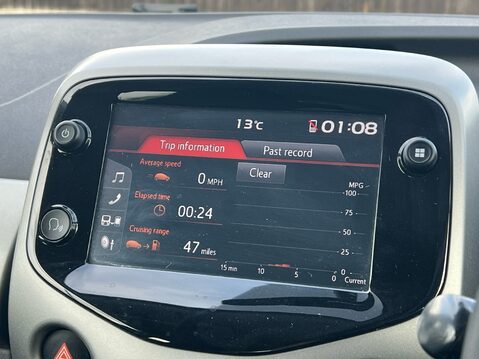 13°C
01:08
Trip information
Past record
Average speed
0 MPH
Clear
Elapsed time
00:24
Cruising range
47 miles
MPG
100
75
50
25
0
15 min
10
5
0
Current